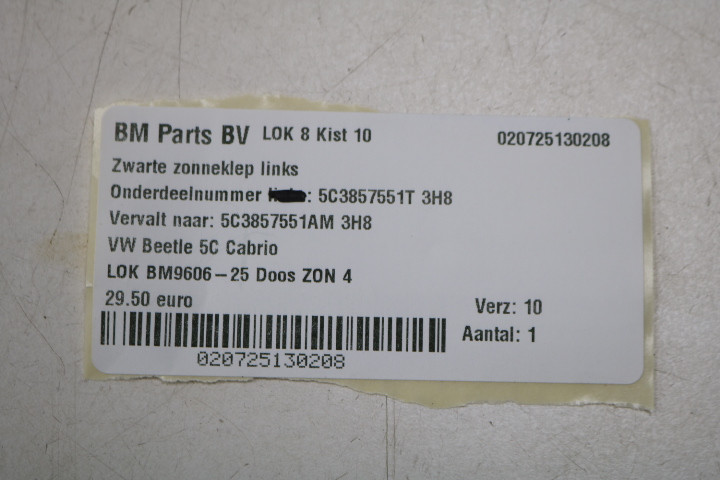 BM Parts BV LOK 8 Kist 10 020725130208
Zwarte zonneklep links
Onderdeelnummer : 5C3857551T 3H8
Vervalt naar: 5C3857551AM 3H8
VW Beetle 5C Cabrio
LOK BM9606-25 Doos ZON 4
29.50 euro Verz: 10
Aantal: 1
020725130208